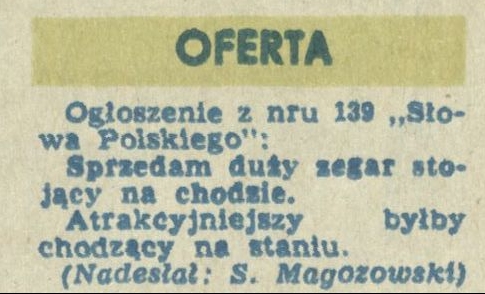 OFERTA
Ogłoszenie z nru 139 „Sło-
wa Polskiego":
Sprzedam duży zegar sto-
jący na chodzie.
Atrakcyjniejszy byłby
chodzący na staniu.
(Nadesłał: S. Magozowski)